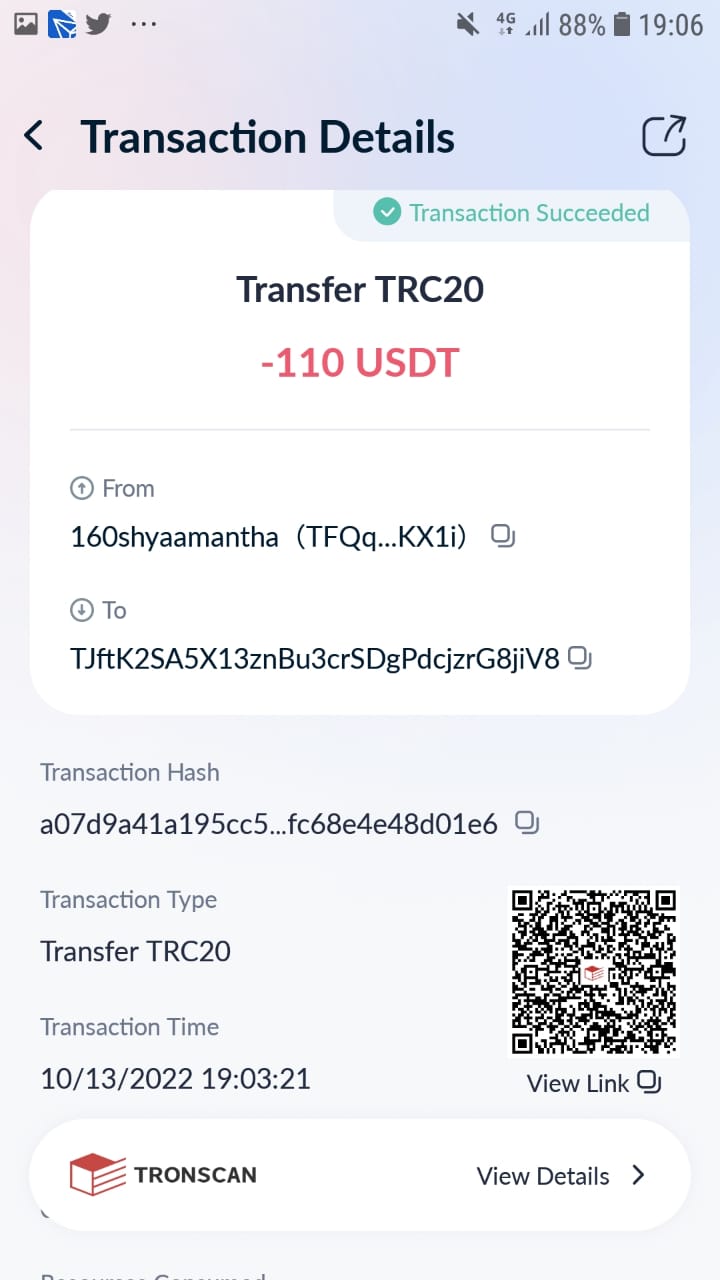 4G 88% 19:06
Transaction Details
Transaction Succeeded
Transfer TRC20
-110 USDT
From
160shyaamantha（TFQq...KX1i）
To
TJftK2SA5X13znBu3crSDgPdcjzrG8jiV8
Transaction Hash
a07d9a41a195cc5...fc68e4e48d01e6
Transaction Type
Transfer TRC20
Transaction Time
10/13/2022 19:03:21
View Link
TRONSCAN
View Details